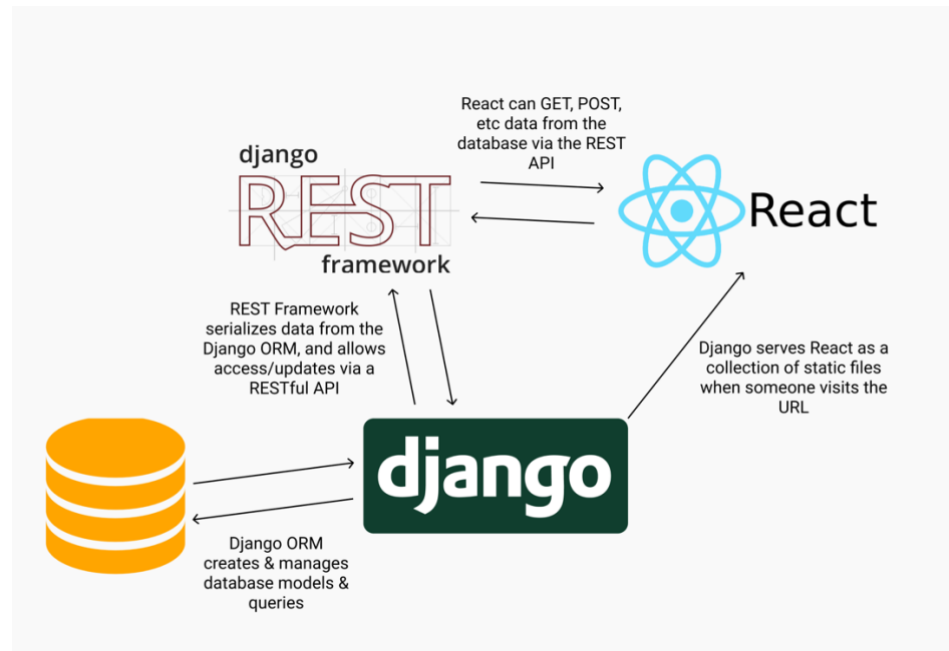 React can GET, POST,
etc data from the
database via the REST
API
django
REST
framework
React
REST Framework
serializes data from the
Django ORM, and allows
access/updates via a
RESTful API
Django serves React as a
collection of static files
when someone visits the
URL
django
Django ORM
creates & manages
database models &
queries